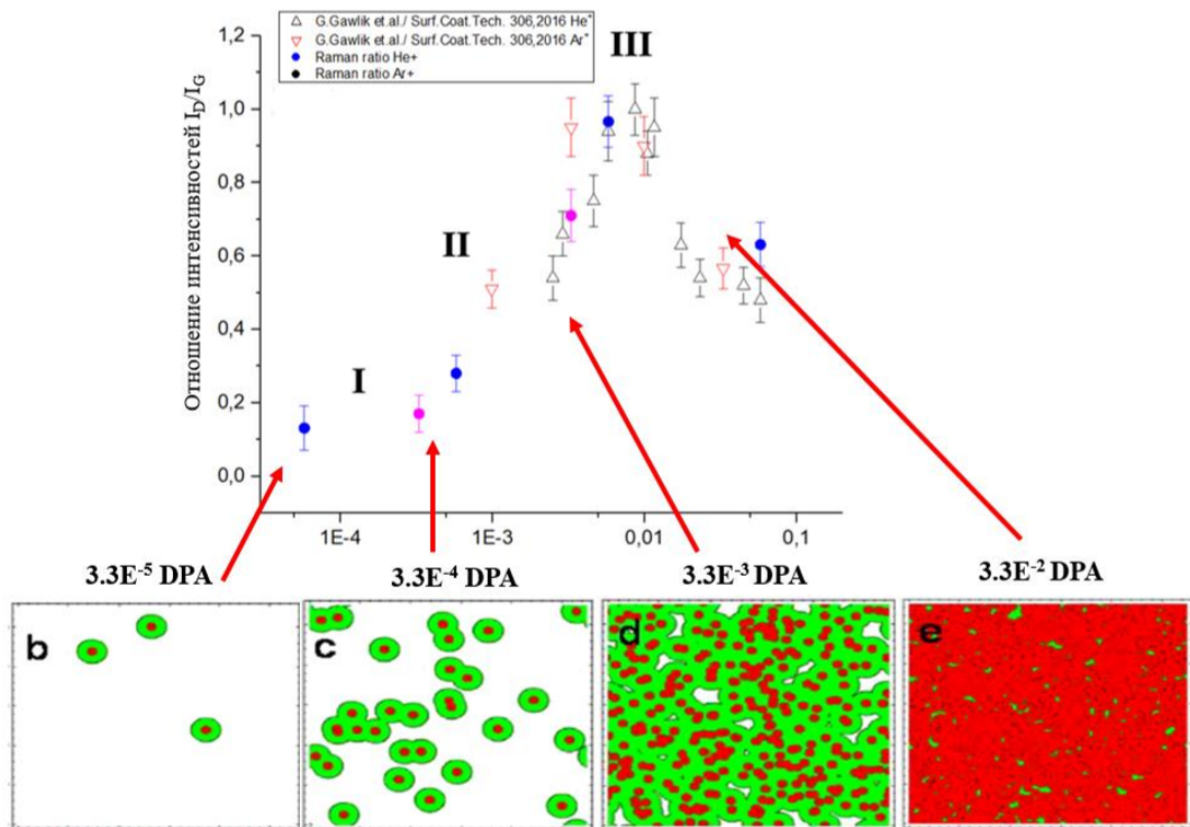 G.Gawlik et.al./ Surf.Coat.Tech. 306,2016 He⁺
G.Gawlik et.al./ Surf.Coat.Tech. 306,2016 Ar⁺
Raman ratio He+
Raman ratio Ar+
Отношение интенсивностей I_D/I_G
1,2
1,0
0,8
0,6
0,4
0,2
0,0
I
II
III
1E-4
1E-3
0,01
0,1
3.3E⁻⁵ DPA
3.3E⁻⁴ DPA
3.3E⁻³ DPA
3.3E⁻² DPA
b
c
d
e